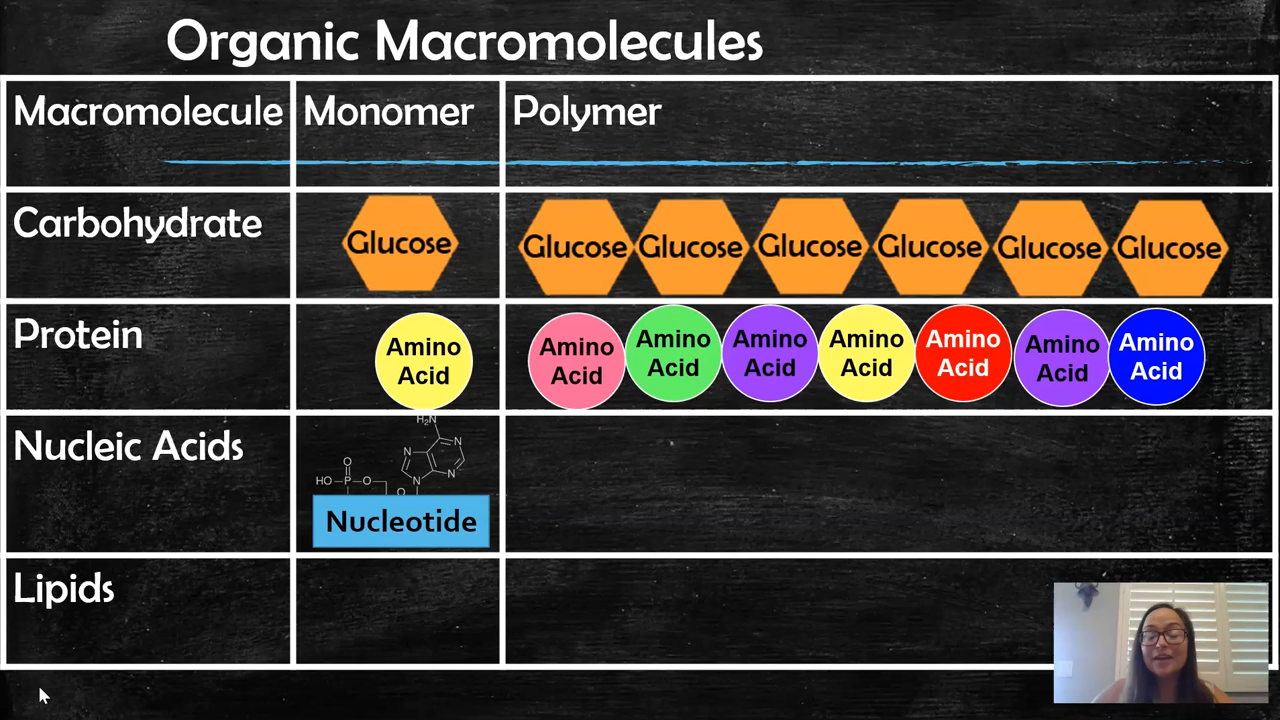 Organic Macromolecules
Macromolecule Monomer Polymer
Carbohydrate Glucose Glucose Glucose Glucose Glucose Glucose Glucose
Protein
Amino Acid
Amino Acid
Amino Acid
Amino Acid
Amino Acid
Amino Acid
Amino Acid
Amino Acid
Nucleic Acids
H₂N
N
N
N
N
O
HO P O
O
Nucleotide
Lipids